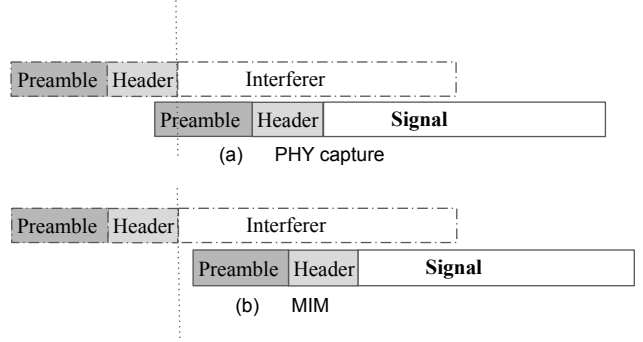 Preamble Header Interferer
Preamble Header Signal
(a) PHY capture
Preamble Header Interferer
Preamble Header Signal
(b) MIM